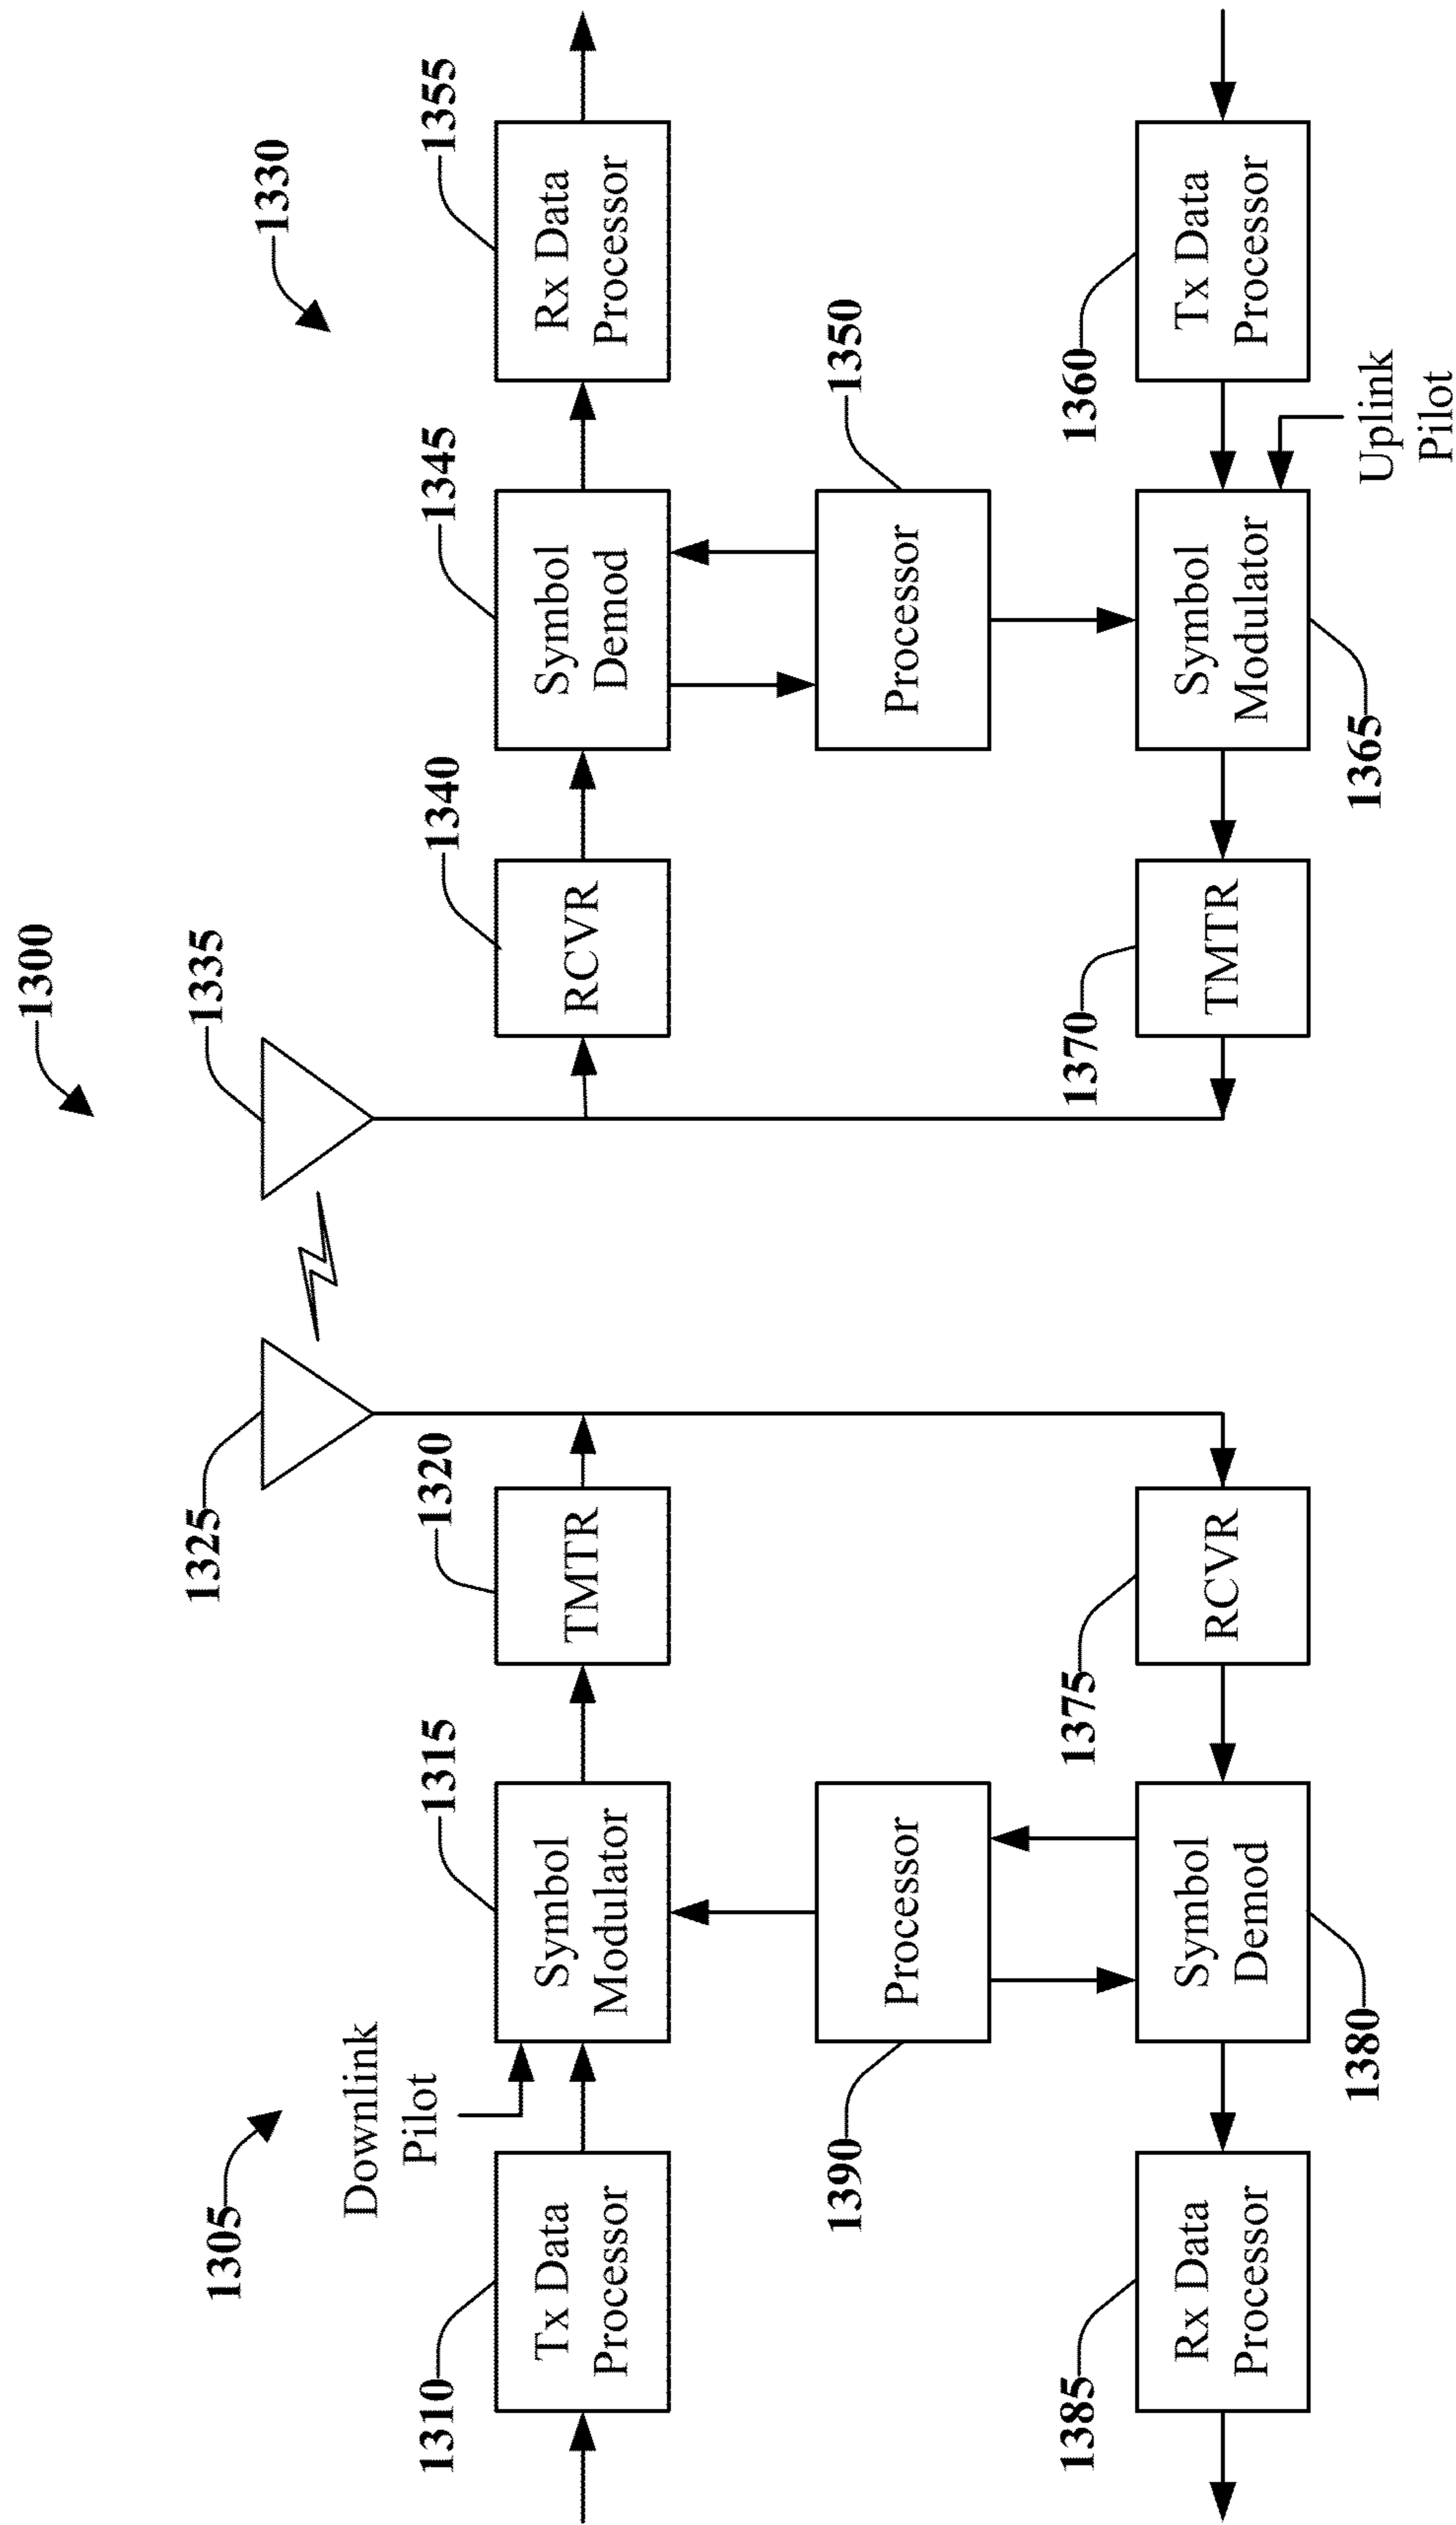 1300
1305
1330
1325
1335
Downlink
Pilot
1310
Tx Data
Processor
1315
Symbol
Modulator
1320
TMTR
1340
RCVR
1345
Symbol
Demod
1355
Rx Data
Processor
1390
Processor
1350
Processor
1385
Rx Data
Processor
1380
Symbol
Demod
1375
RCVR
1370
TMTR
1365
Symbol
Modulator
1360
Tx Data
Processor
Uplink
Pilot